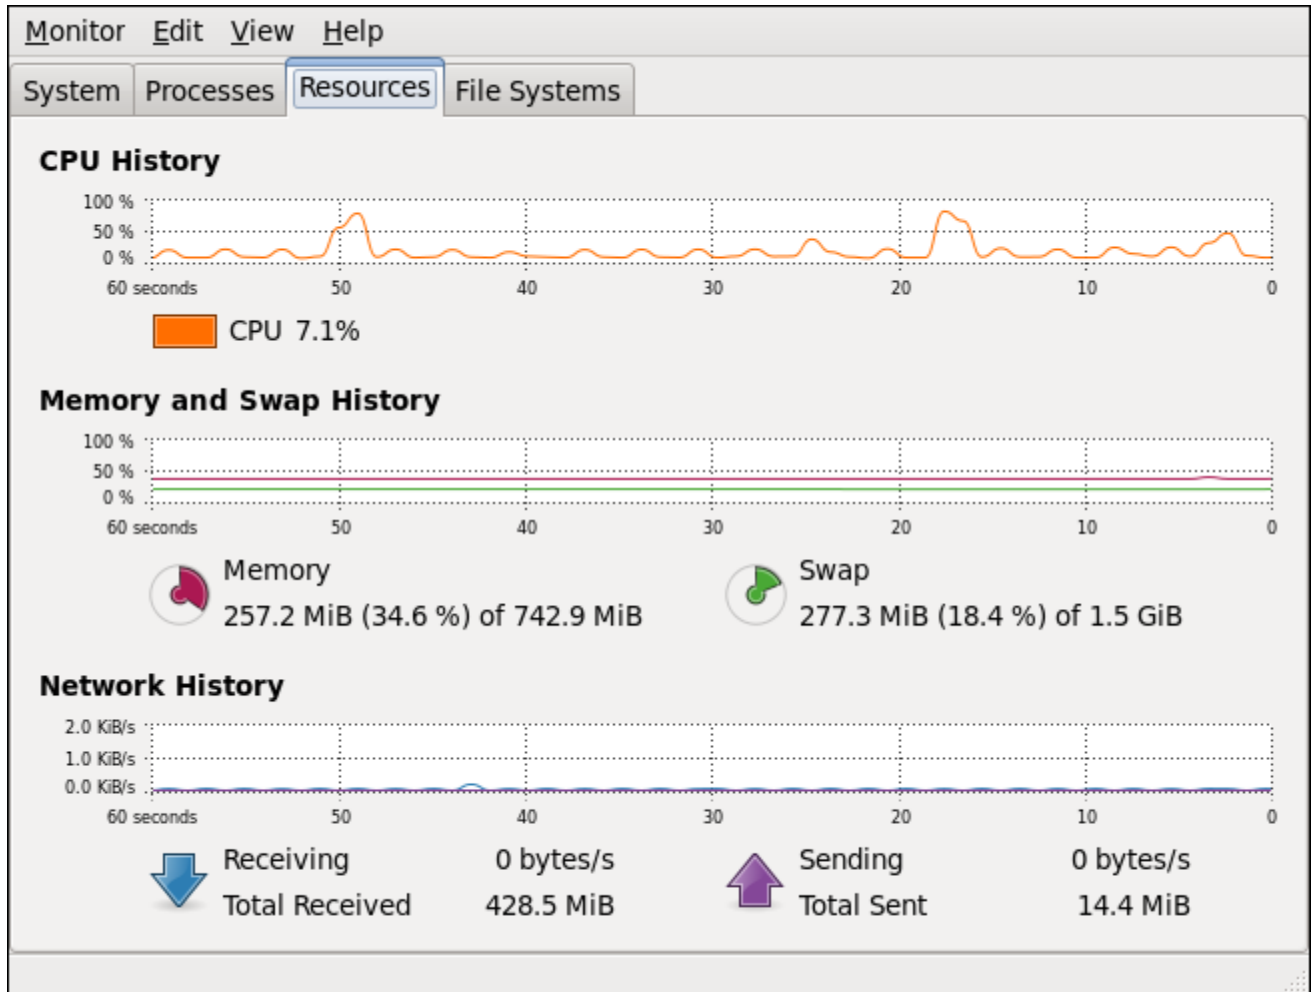 Monitor Edit View Help
System Processes Resources File Systems
CPU History
100 %
50 %
0 %
60 seconds 50 40 30 20 10 0
CPU 7.1%
Memory and Swap History
100 %
50 %
0 %
60 seconds 50 40 30 20 10 0
Memory Swap
257.2 MiB (34.6 %) of 742.9 MiB 277.3 MiB (18.4 %) of 1.5 GiB
Network History
2.0 KiB/s
1.0 KiB/s
0.0 KiB/s
60 seconds 50 40 30 20 10 0
Receiving 0 bytes/s Sending 0 bytes/s
Total Received 428.5 MiB Total Sent 14.4 MiB